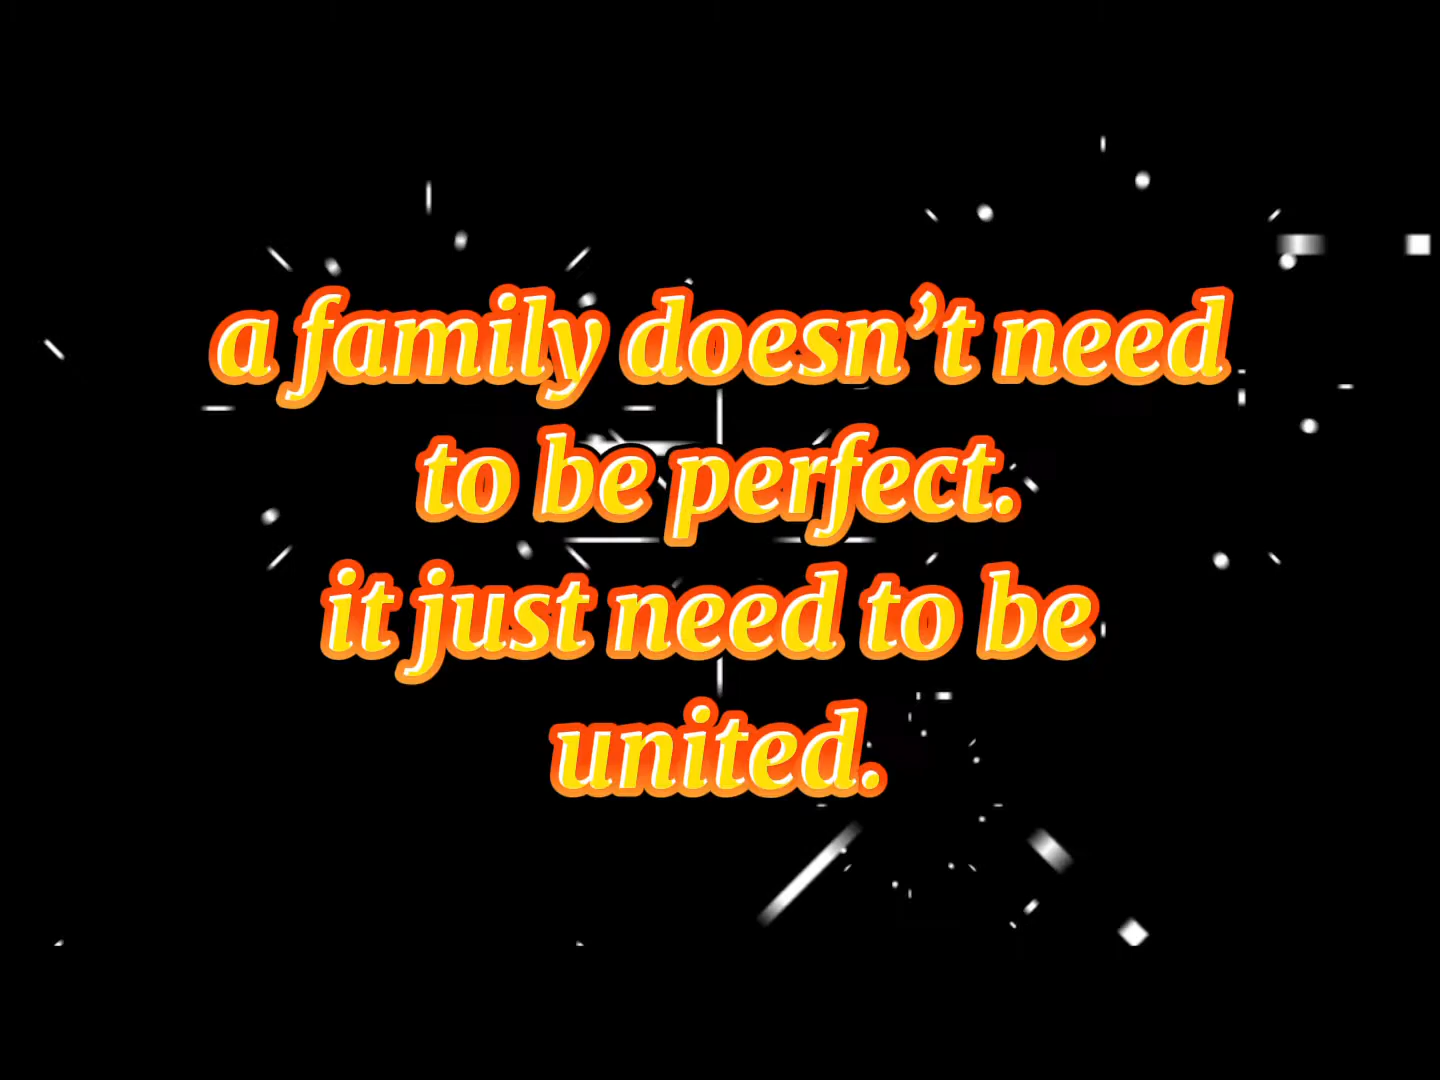 a family doesn’t need
to be perfect.
it just need to be
united.